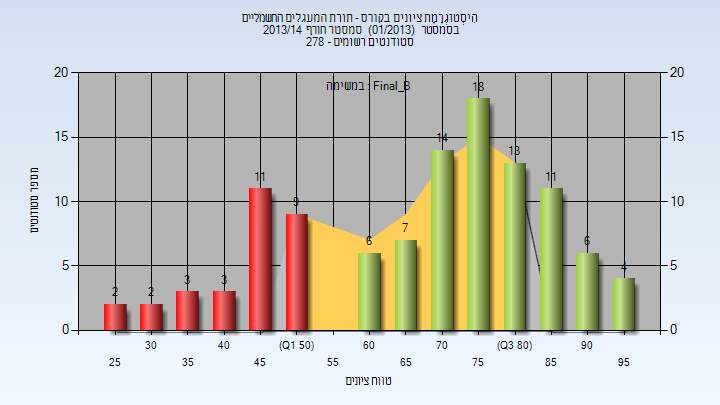 היסטוגרמת ציונים בקורס - תורת המעגלים החשמליים
בסמסטר (01/2013) סמסטר חורף 2013/14
278 - סטודנטים רשומים
במשימה : Final_B
מספר סטודנטים
20 20
15 15
10 10
5 5
0 0
2 2 3 3 11 9 6 7 14 18 13 11 6 4
30 40 (Q1 50) 60 70 (Q3 80) 90
25 35 45 55 65 75 85 95
טווח ציונים